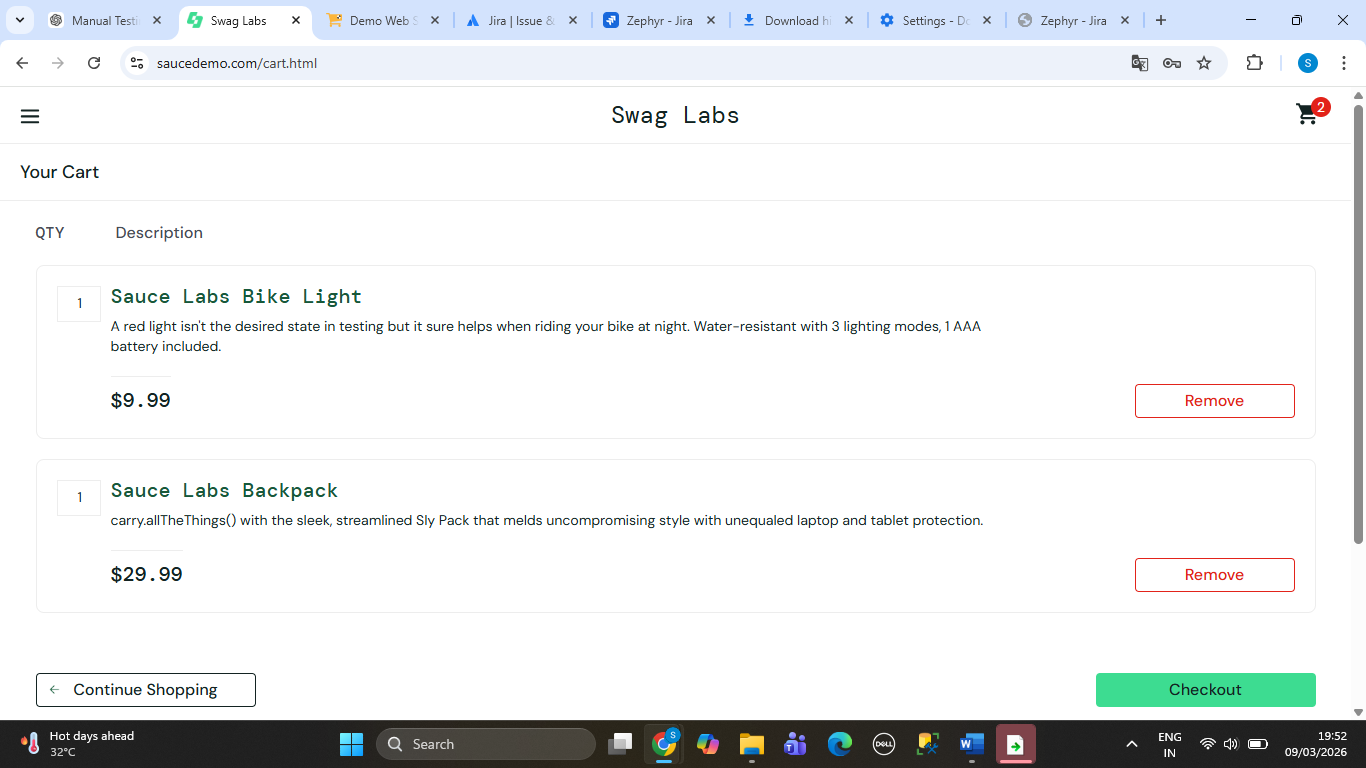 Manual Testi
Swag Labs
Demo Web S
Jira | Issue &
Zephyr - Jira
Download hi
Settings - Do
Zephyr - Jira
saucedemo.com/cart.html
S
Swag Labs
2
Your Cart
QTY Description
1
Sauce Labs Bike Light
A red light isn't the desired state in testing but it sure helps when riding your bike at night. Water-resistant with 3 lighting modes, 1 AAA
battery included.
$9.99
Remove
1
Sauce Labs Backpack
carry.allTheThings() with the sleek, streamlined Sly Pack that melds uncompromising style with unequaled laptop and tablet protection.
$29.99
Remove
Continue Shopping
Checkout
Hot days ahead
32°C
Search
S
DELL
ENG
IN
19:52
09/03/2026